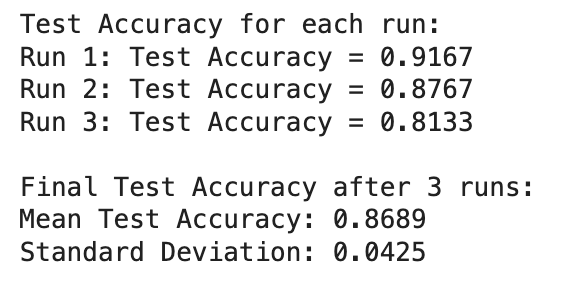 Test Accuracy for each run:
Run 1: Test Accuracy = 0.9167
Run 2: Test Accuracy = 0.8767
Run 3: Test Accuracy = 0.8133
Final Test Accuracy after 3 runs:
Mean Test Accuracy: 0.8689
Standard Deviation: 0.0425